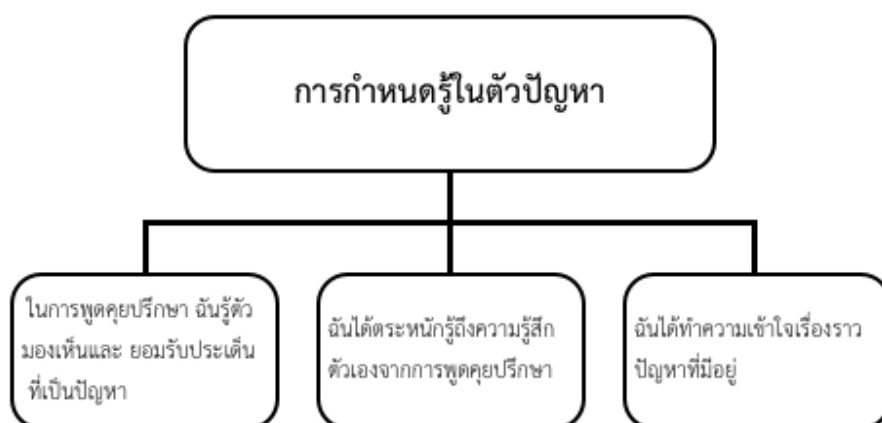 การกำหนดรู้ในตัวปัญหา
ในการพูดคุยปรึกษา ฉันรู้ตัว
มองเห็นและ ยอมรับประเด็น
ที่เป็นปัญหา
ฉันได้ตระหนักรู้ถึงความรู้สึก
ตัวเองจากการพูดคุยปรึกษา
ฉันได้ทำความเข้าใจเรื่องราว
ปัญหาที่มีอยู่